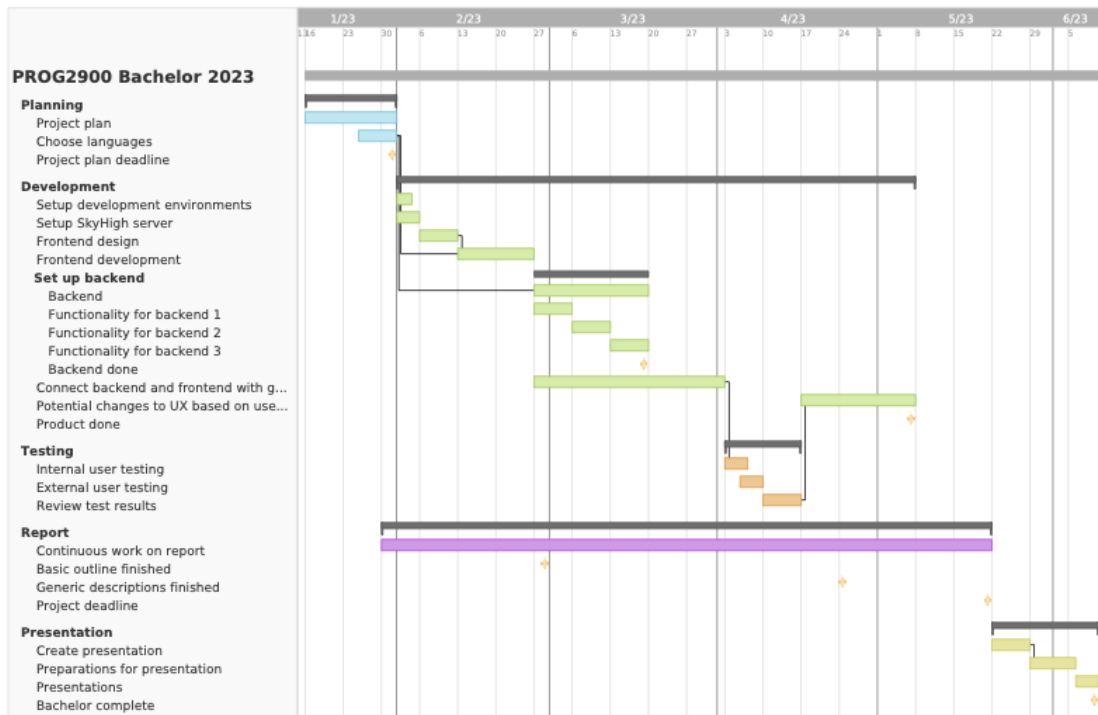 1/23 2/23 3/23 4/23 5/23 6/23
16 23 30 6 13 20 27 6 13 20 27 3 10 17 24 1 8 15 22 29 5
PROG2900 Bachelor 2023
Planning
Project plan
Choose languages
Project plan deadline
Development
Setup development environments
Setup SkyHigh server
Frontend design
Frontend development
Set up backend
Backend
Functionality for backend 1
Functionality for backend 2
Functionality for backend 3
Backend done
Connect backend and frontend with g...
Potential changes to UX based on use...
Product done
Testing
Internal user testing
External user testing
Review test results
Report
Continuous work on report
Basic outline finished
Generic descriptions finished
Project deadline
Presentation
Create presentation
Preparations for presentation
Presentations
Bachelor complete